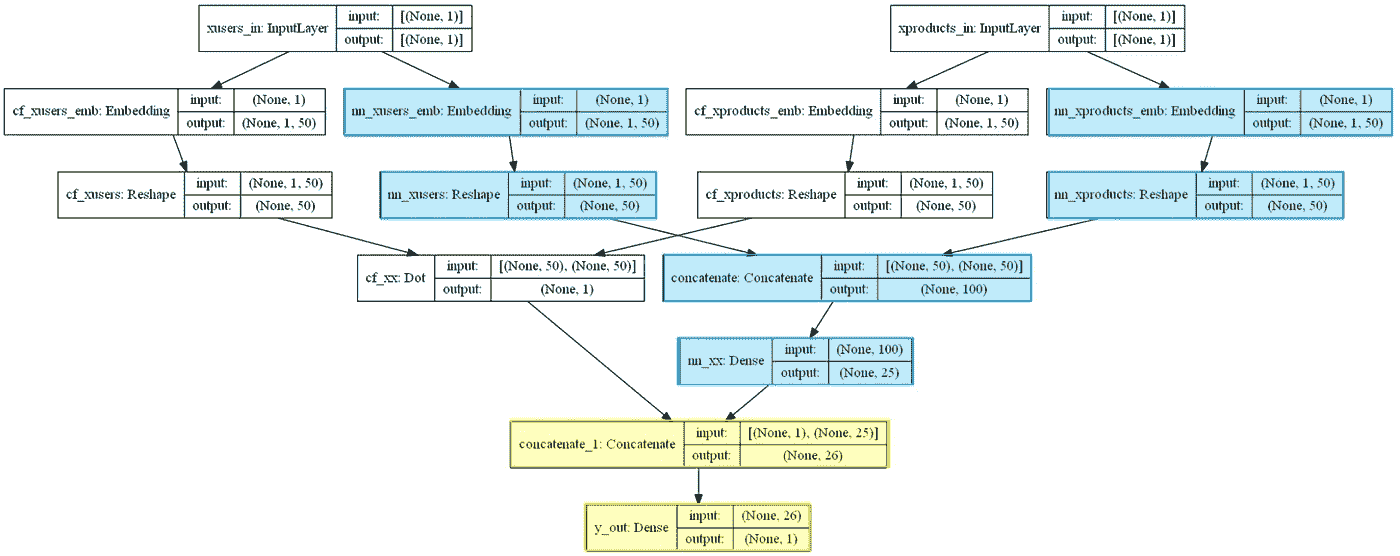 xusers_in: InputLayer
input: [(None, 1)]
output: [(None, 1)]
xproducts_in: InputLayer
input: [(None, 1)]
output: [(None, 1)]
cf_xusers_emb: Embedding
input: (None, 1)
output: (None, 1, 50)
nn_xusers_emb: Embedding
input: (None, 1)
output: (None, 1, 50)
cf_xproducts_emb: Embedding
input: (None, 1)
output: (None, 1, 50)
nn_xproducts_emb: Embedding
input: (None, 1)
output: (None, 1, 50)
cf_xusers: Reshape
input: (None, 1, 50)
output: (None, 50)
nn_xusers: Reshape
input: (None, 1, 50)
output: (None, 50)
cf_xproducts: Reshape
input: (None, 1, 50)
output: (None, 50)
nn_xproducts: Reshape
input: (None, 1, 50)
output: (None, 50)
cf_xx: Dot
input: [(None, 50), (None, 50)]
output: (None, 1)
concatenate: Concatenate
input: [(None, 50), (None, 50)]
output: (None, 100)
nn_xx: Dense
input: (None, 100)
output: (None, 25)
concatenate_1: Concatenate
input: [(None, 1), (None, 25)]
output: (None, 26)
y_out: Dense
input: (None, 26)
output: (None, 1)